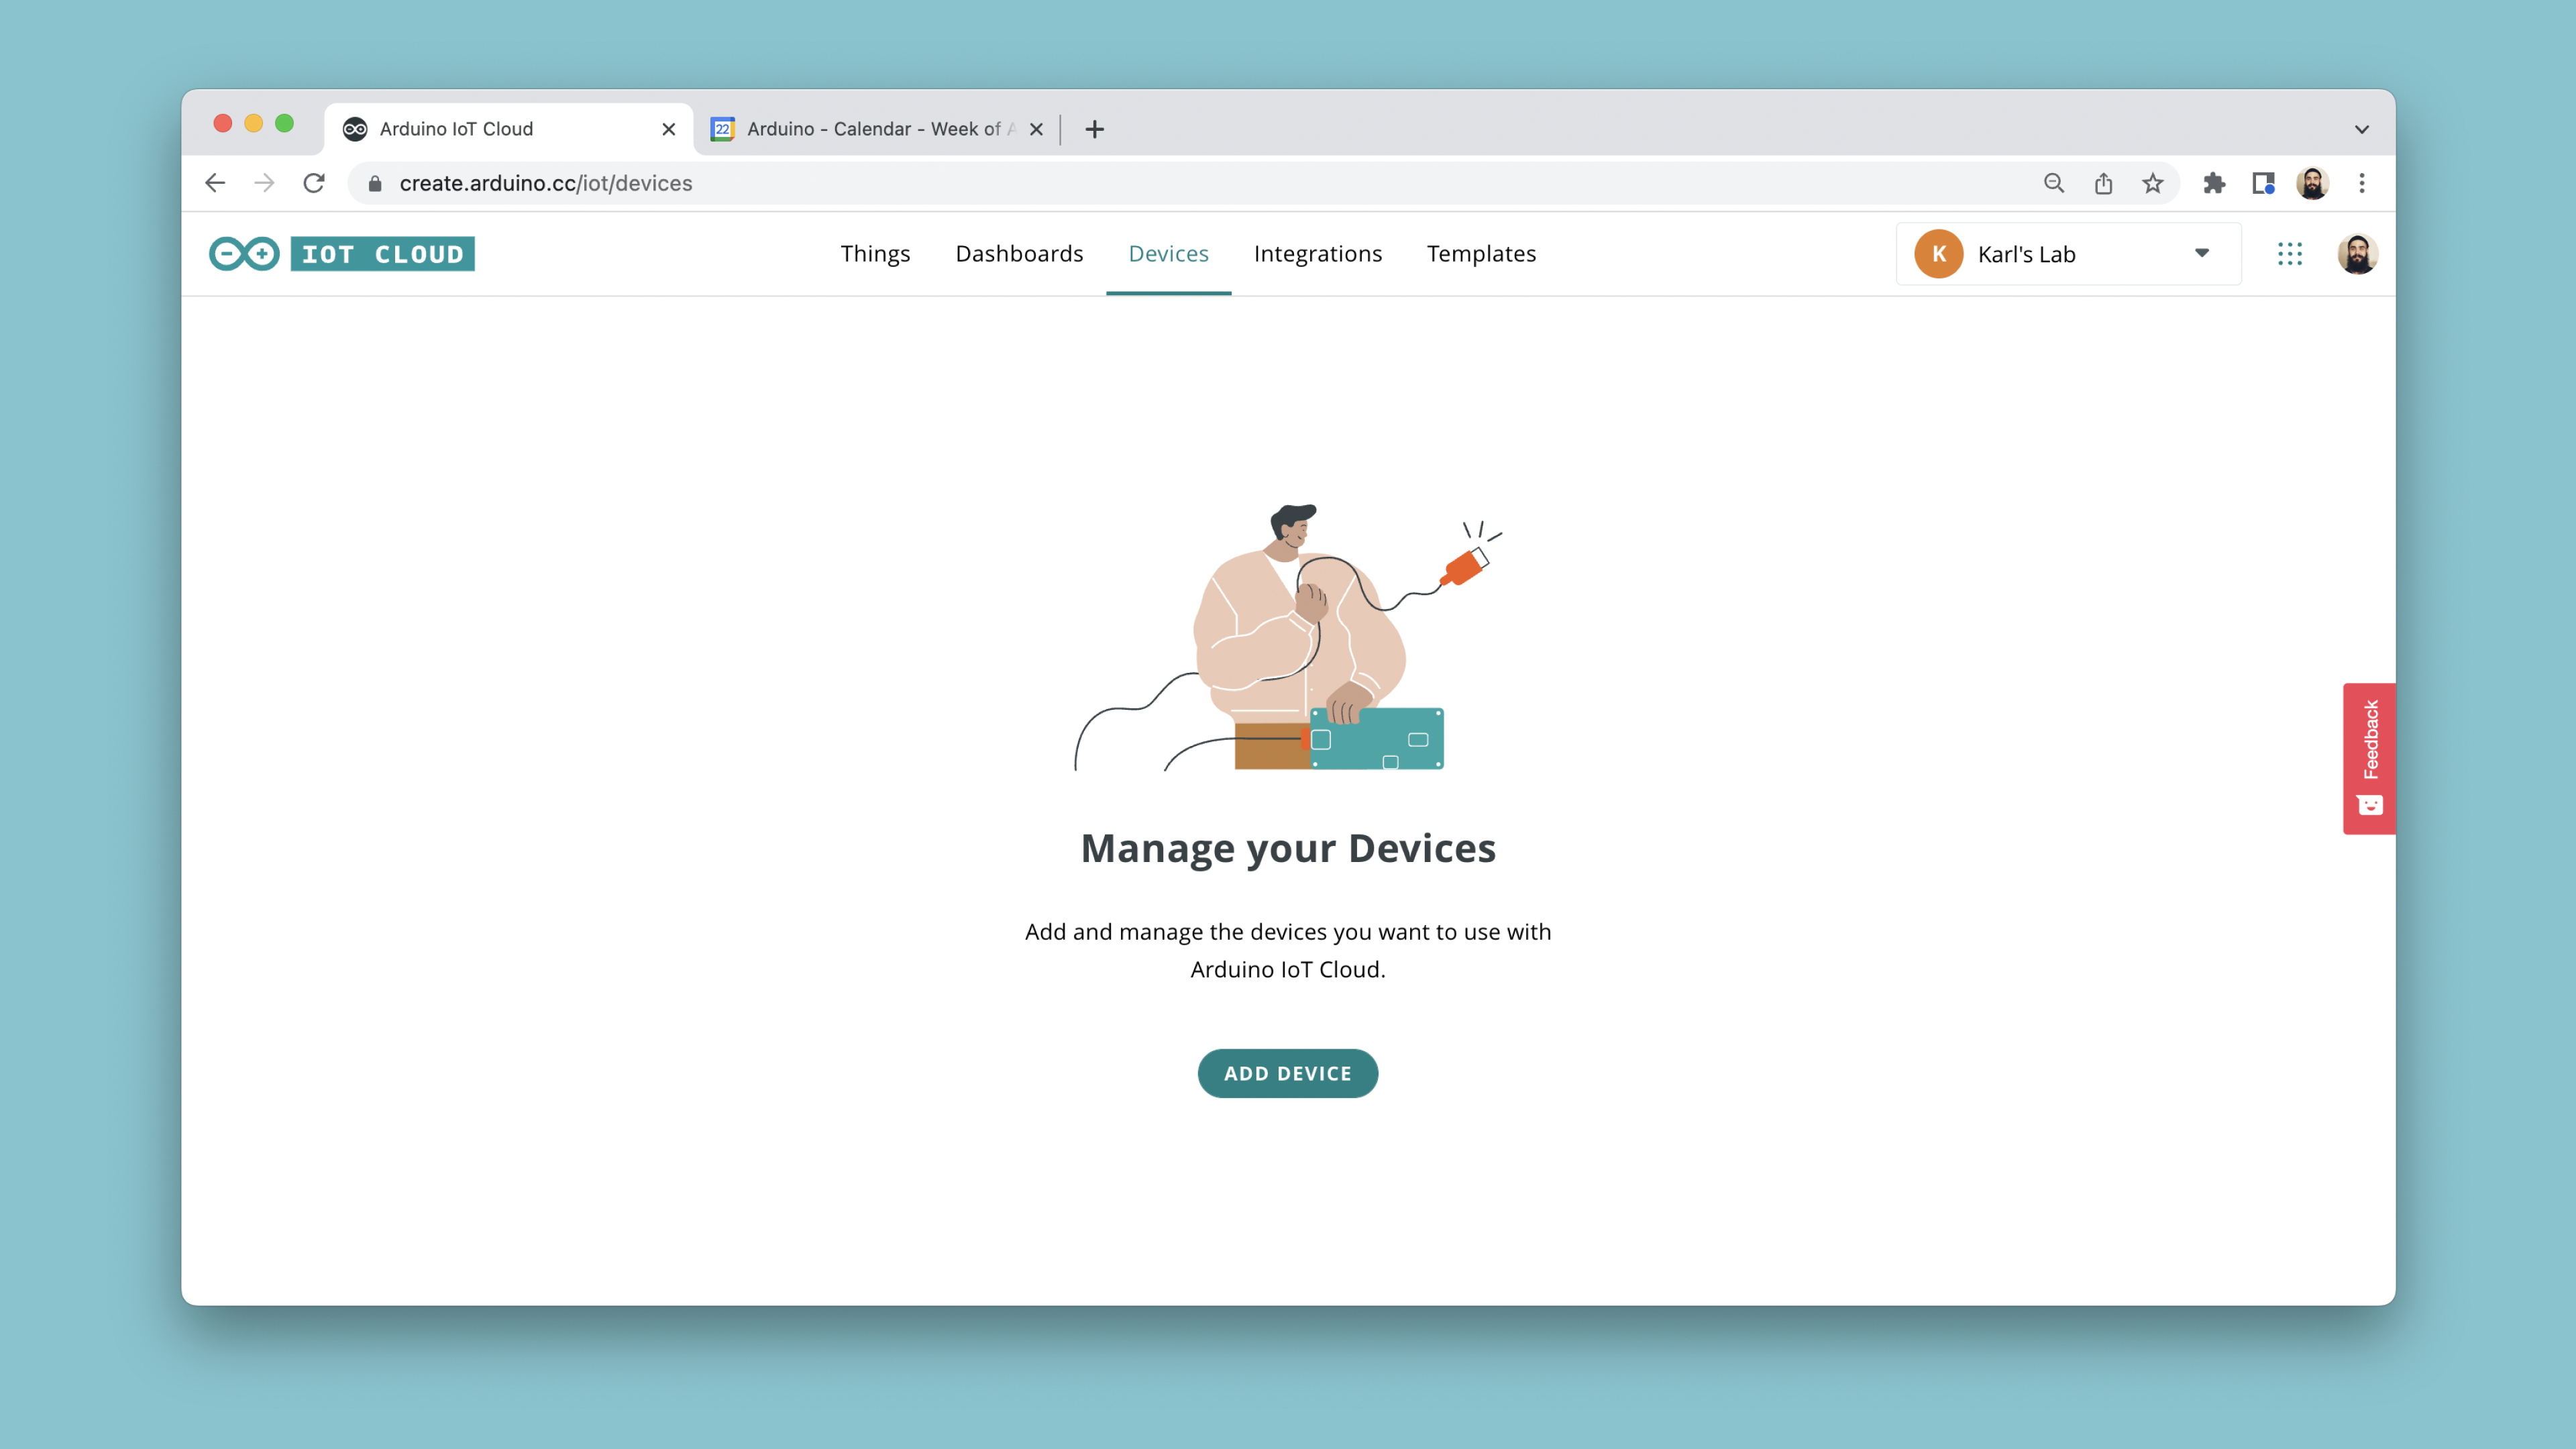 Arduino IoT Cloud
22 Arduino - Calendar - Week of A
create.arduino.cc/iot/devices
IOT CLOUD
Things
Dashboards
Devices
Integrations
Templates
K Karl's Lab
Manage your Devices
Add and manage the devices you want to use with
Arduino IoT Cloud.
ADD DEVICE
Feedback